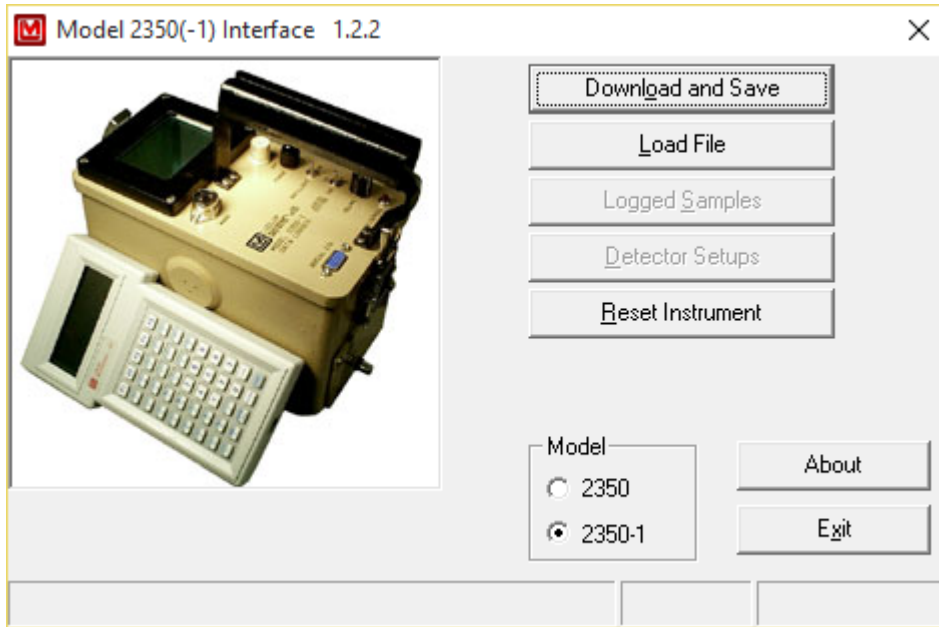 Model 2350(-1) Interface 1.2.2
Download and Save
Load File
Logged Samples
Detector Setups
Reset Instrument
Model
2350
2350-1
About
Exit